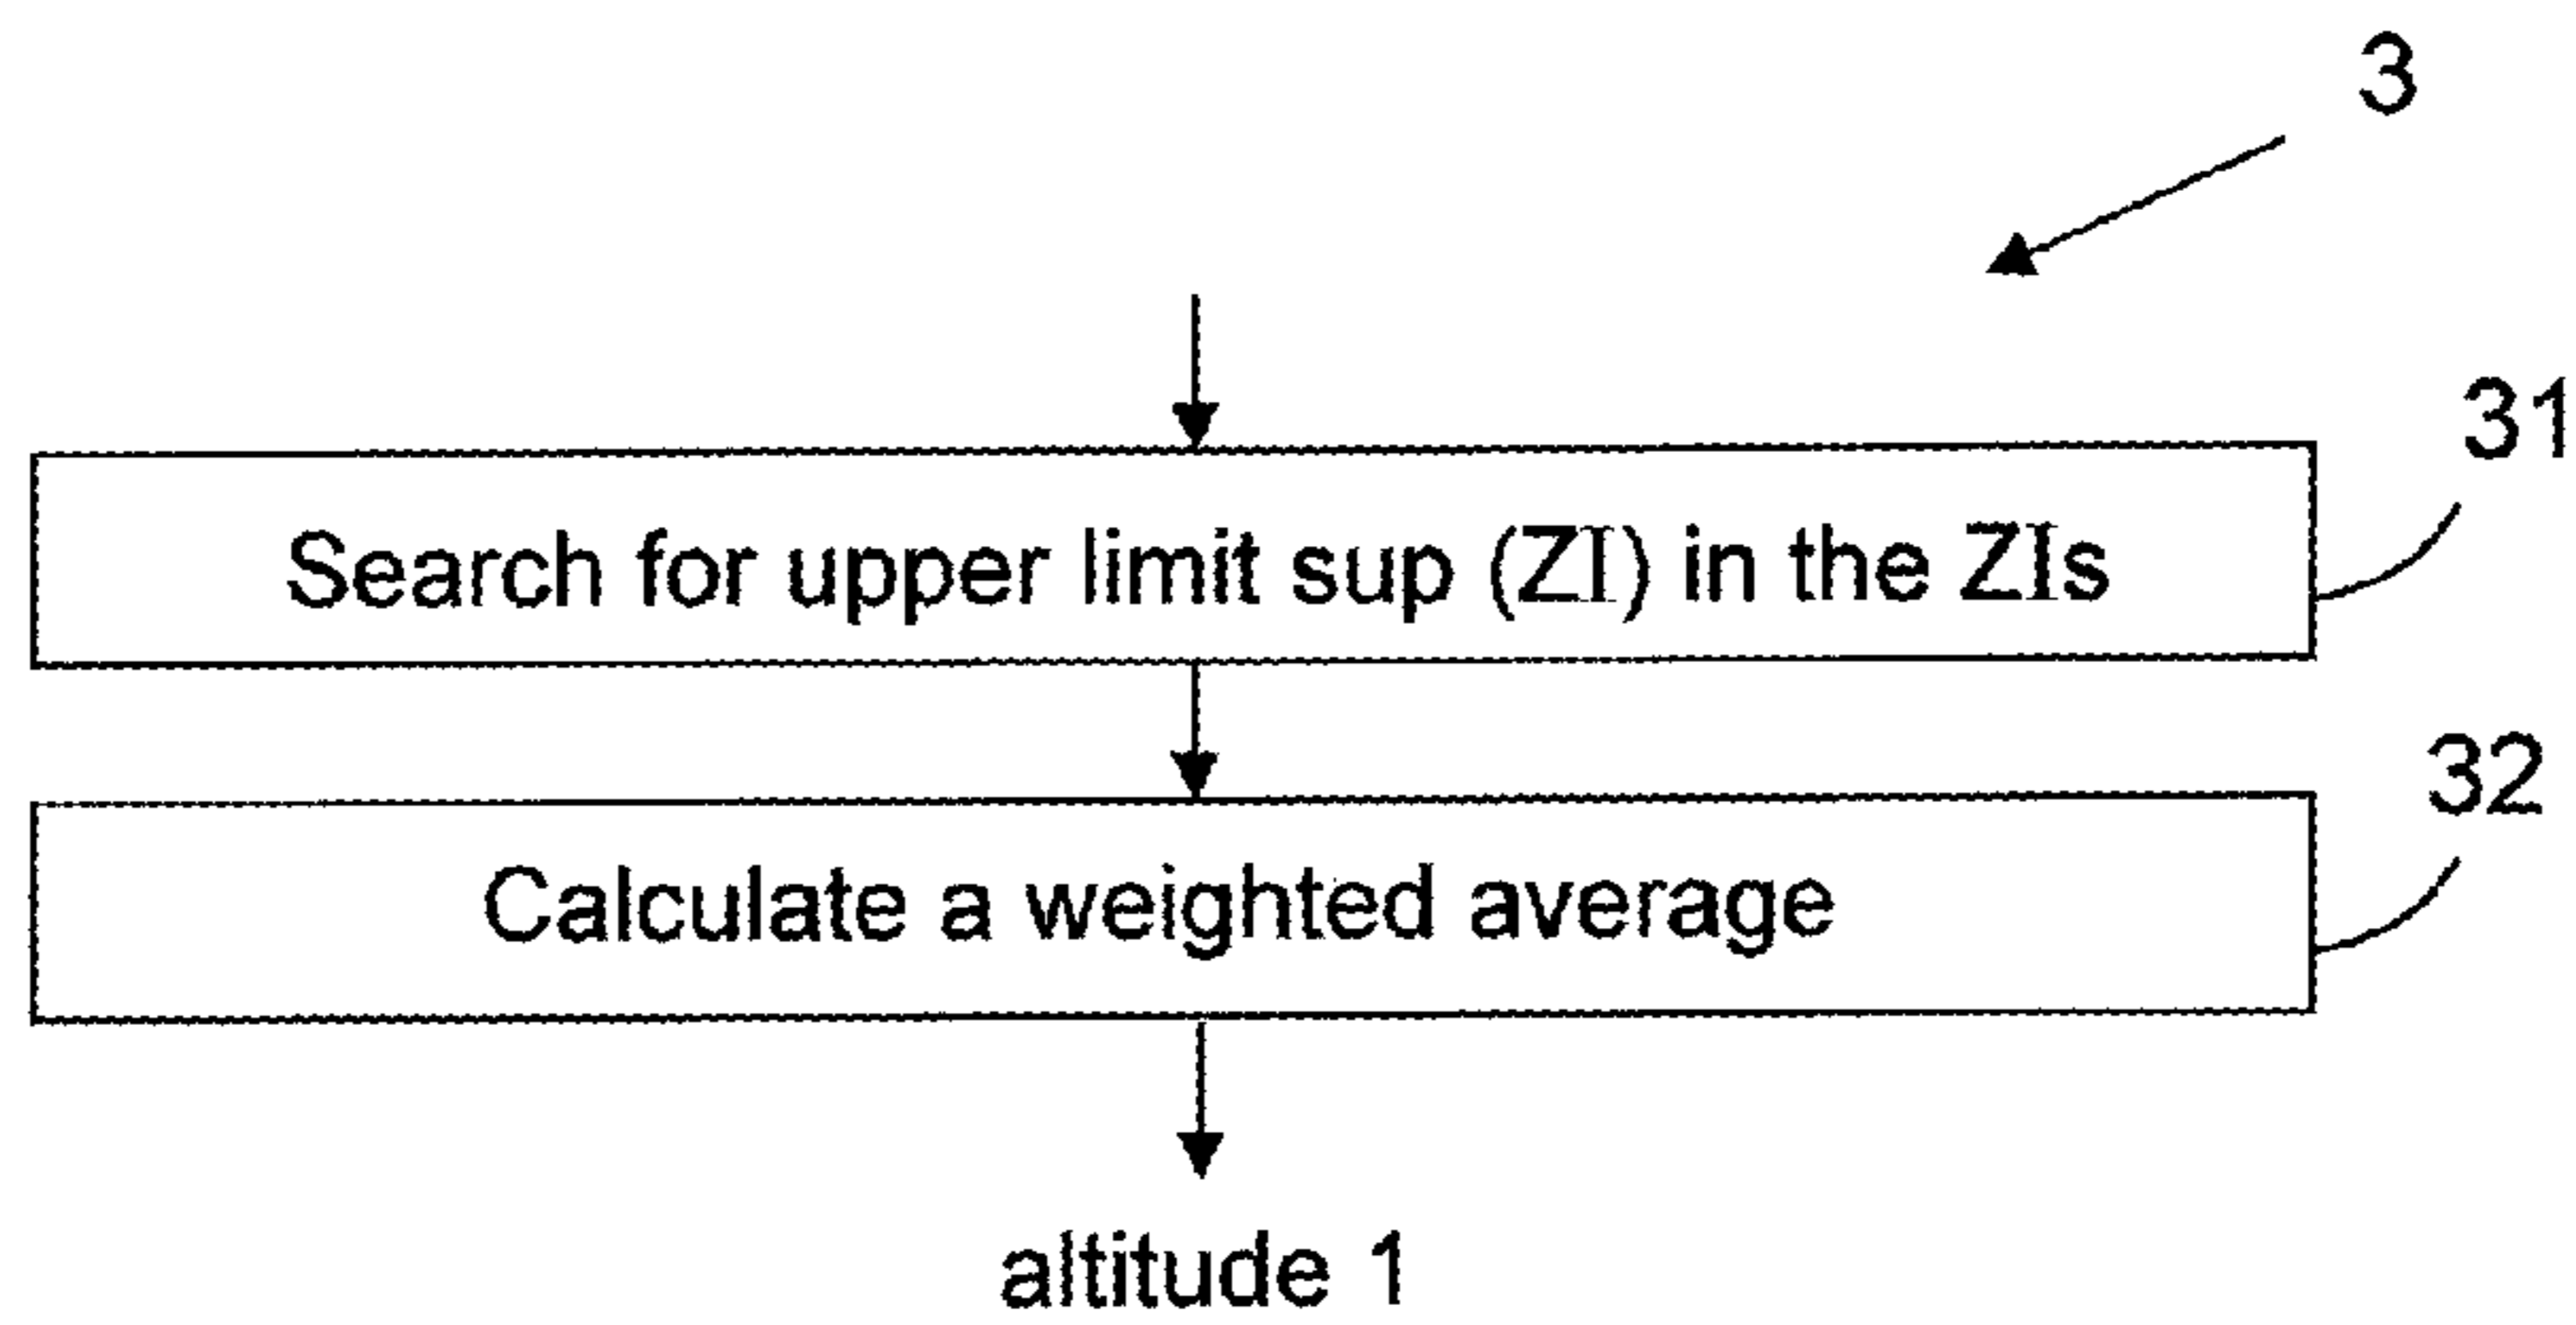 3
31
Search for upper limit sup (ZI) in the ZIs
32
Calculate a weighted average
altitude 1